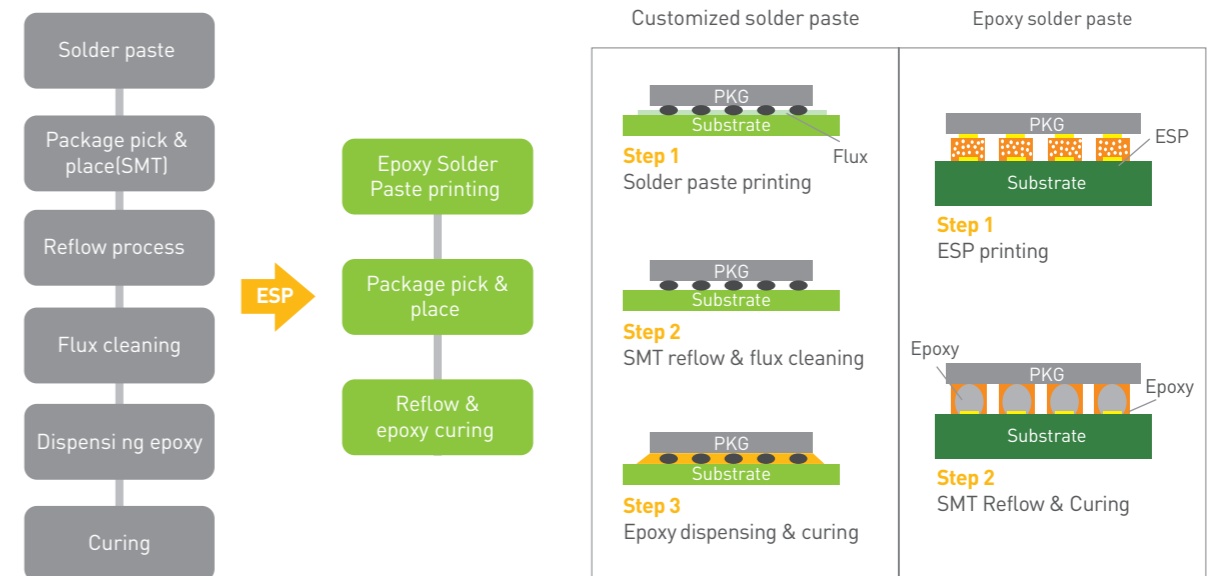 Solder paste
Package pick &
place(SMT)
Reflow process
Flux cleaning
Dispensi ng epoxy
Curing
ESP
Epoxy Solder
Paste printing
Package pick &
place
Reflow &
epoxy curing
Customized solder paste
PKG
Substrate
Flux
Step 1
Solder paste printing
PKG
Substrate
Step 2
SMT reflow & flux cleaning
PKG
Substrate
Step 3
Epoxy dispensing & curing
Epoxy solder paste
PKG
ESP
Substrate
Step 1
ESP printing
Epoxy
PKG
Epoxy
Substrate
Step 2
SMT Reflow & Curing